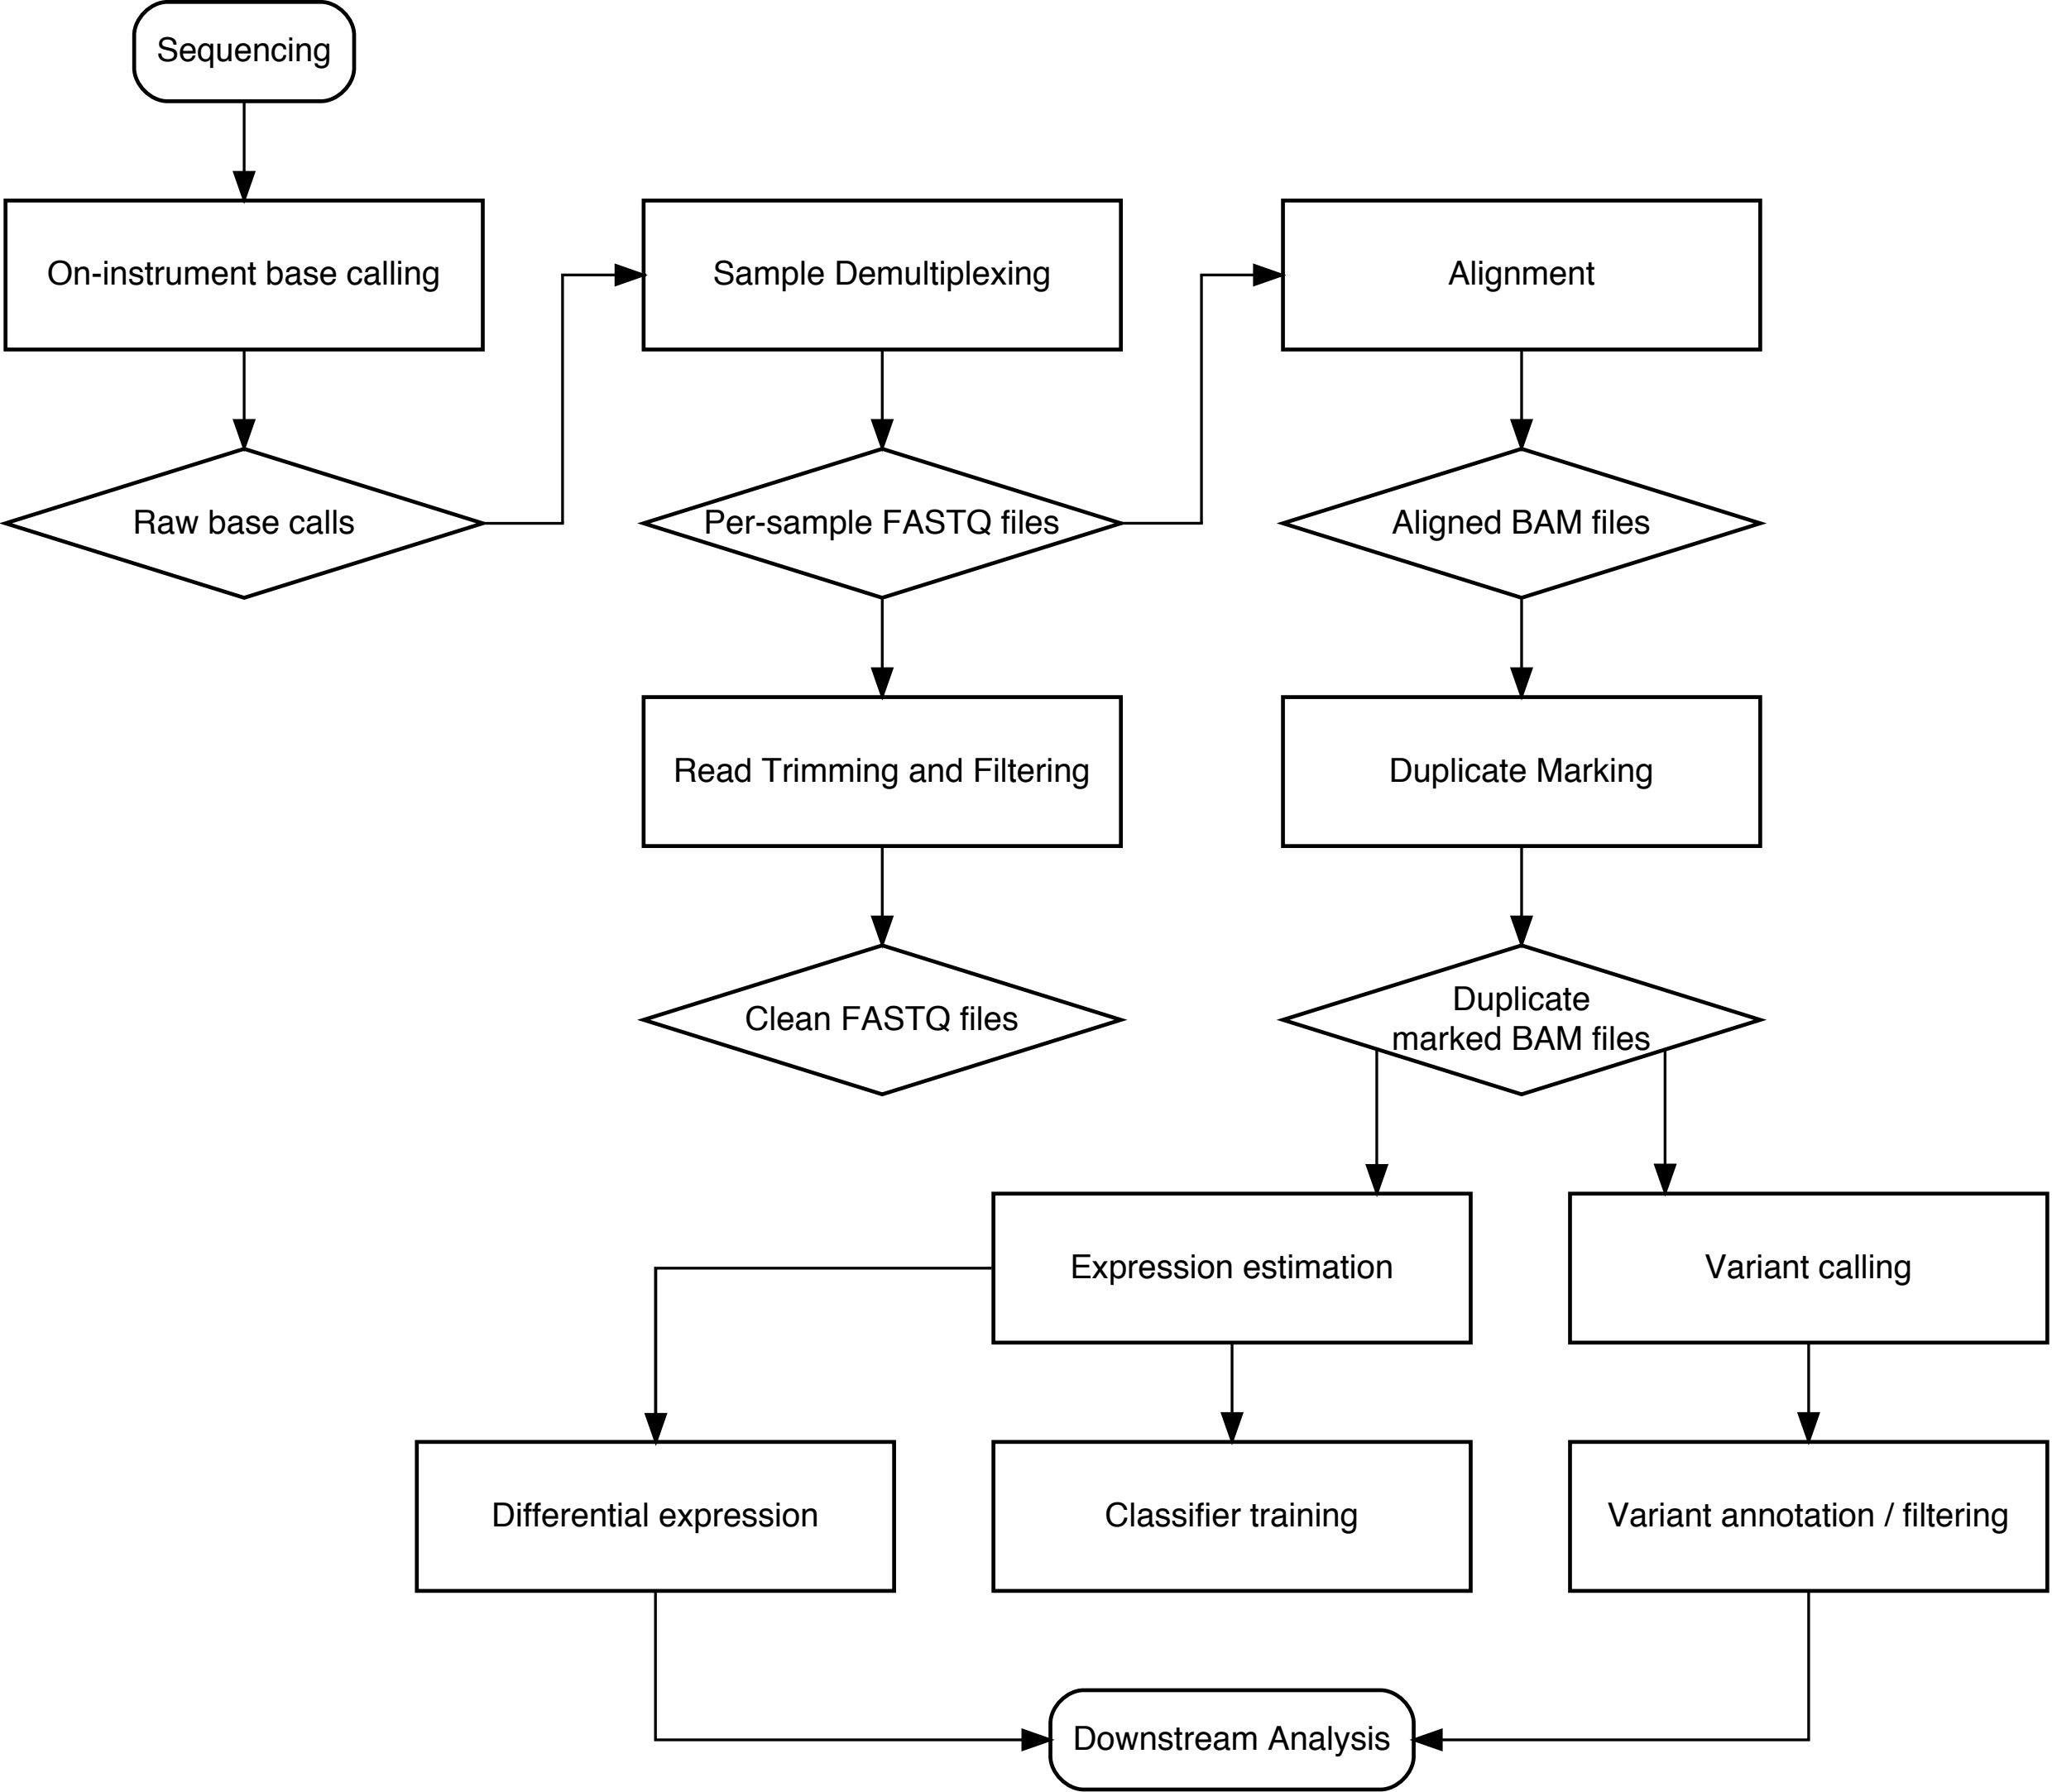 Sequencing
On-instrument base calling
Sample Demultiplexing
Alignment
Raw base calls
Per-sample FASTQ files
Aligned BAM files
Read Trimming and Filtering
Duplicate Marking
Clean FASTQ files
Duplicate
marked BAM files
Expression estimation
Variant calling
Differential expression
Classifier training
Variant annotation / filtering
Downstream Analysis